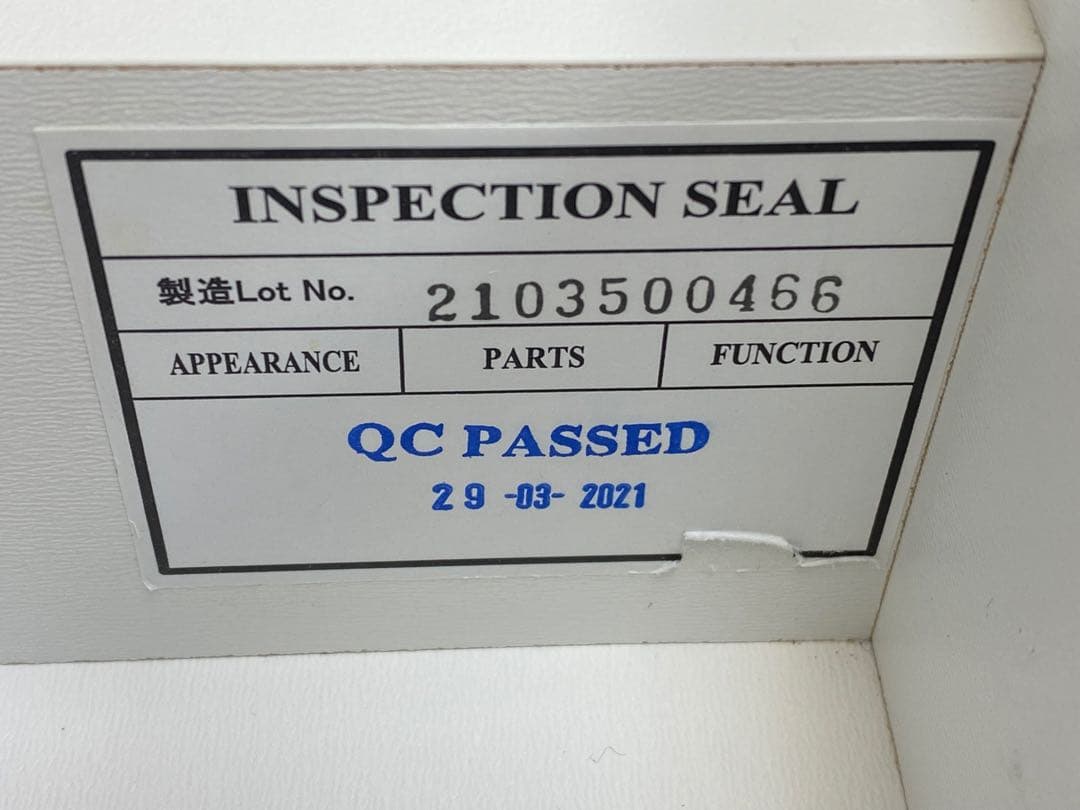 INSPECTION SEAL
製造Lot No. 2103500466
APPEARANCE PARTS FUNCTION
QC PASSED
29 -03- 2021